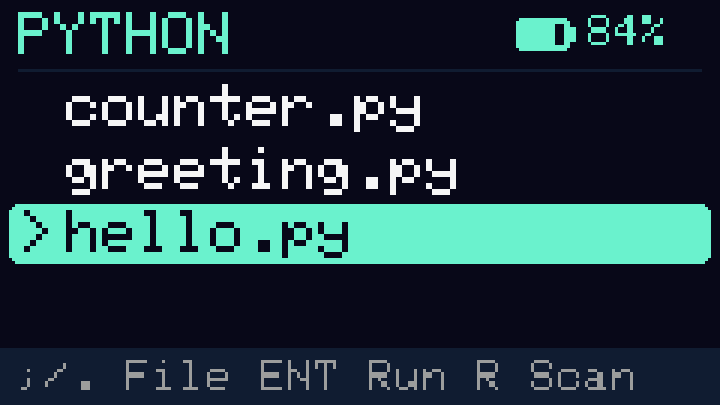 PYTHON 84%
counter.py
greeting.py
>hello.py
;/. File ENT Run R Scan